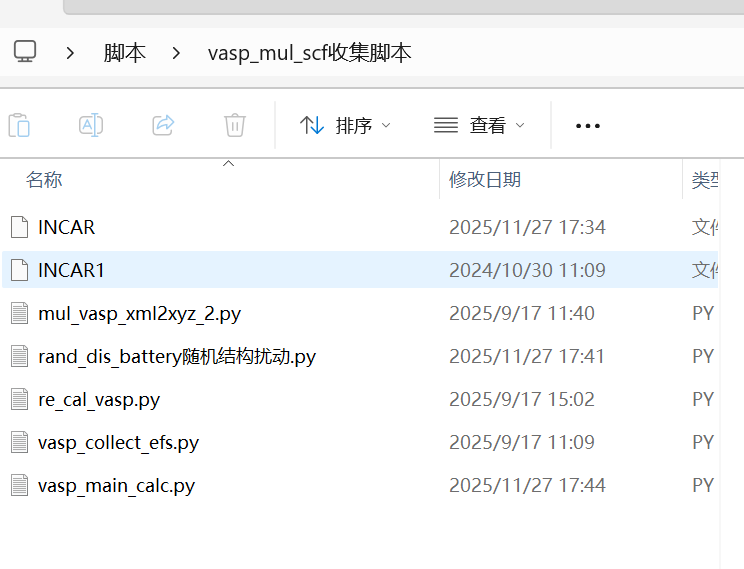 脚本 > vasp_mul_scf收集脚本
排序 查看
名称 修改日期 类型
INCAR 2025/11/27 17:34 文件
INCAR1 2024/10/30 11:09 文件
mul_vasp_xml2xyz_2.py 2025/9/17 11:40 PY
rand_dis_battery随机结构扰动.py 2025/11/27 17:41 PY
re_cal_vasp.py 2025/9/17 15:02 PY
vasp_collect_efs.py 2025/9/17 11:09 PY
vasp_main_calc.py 2025/11/27 17:44 PY